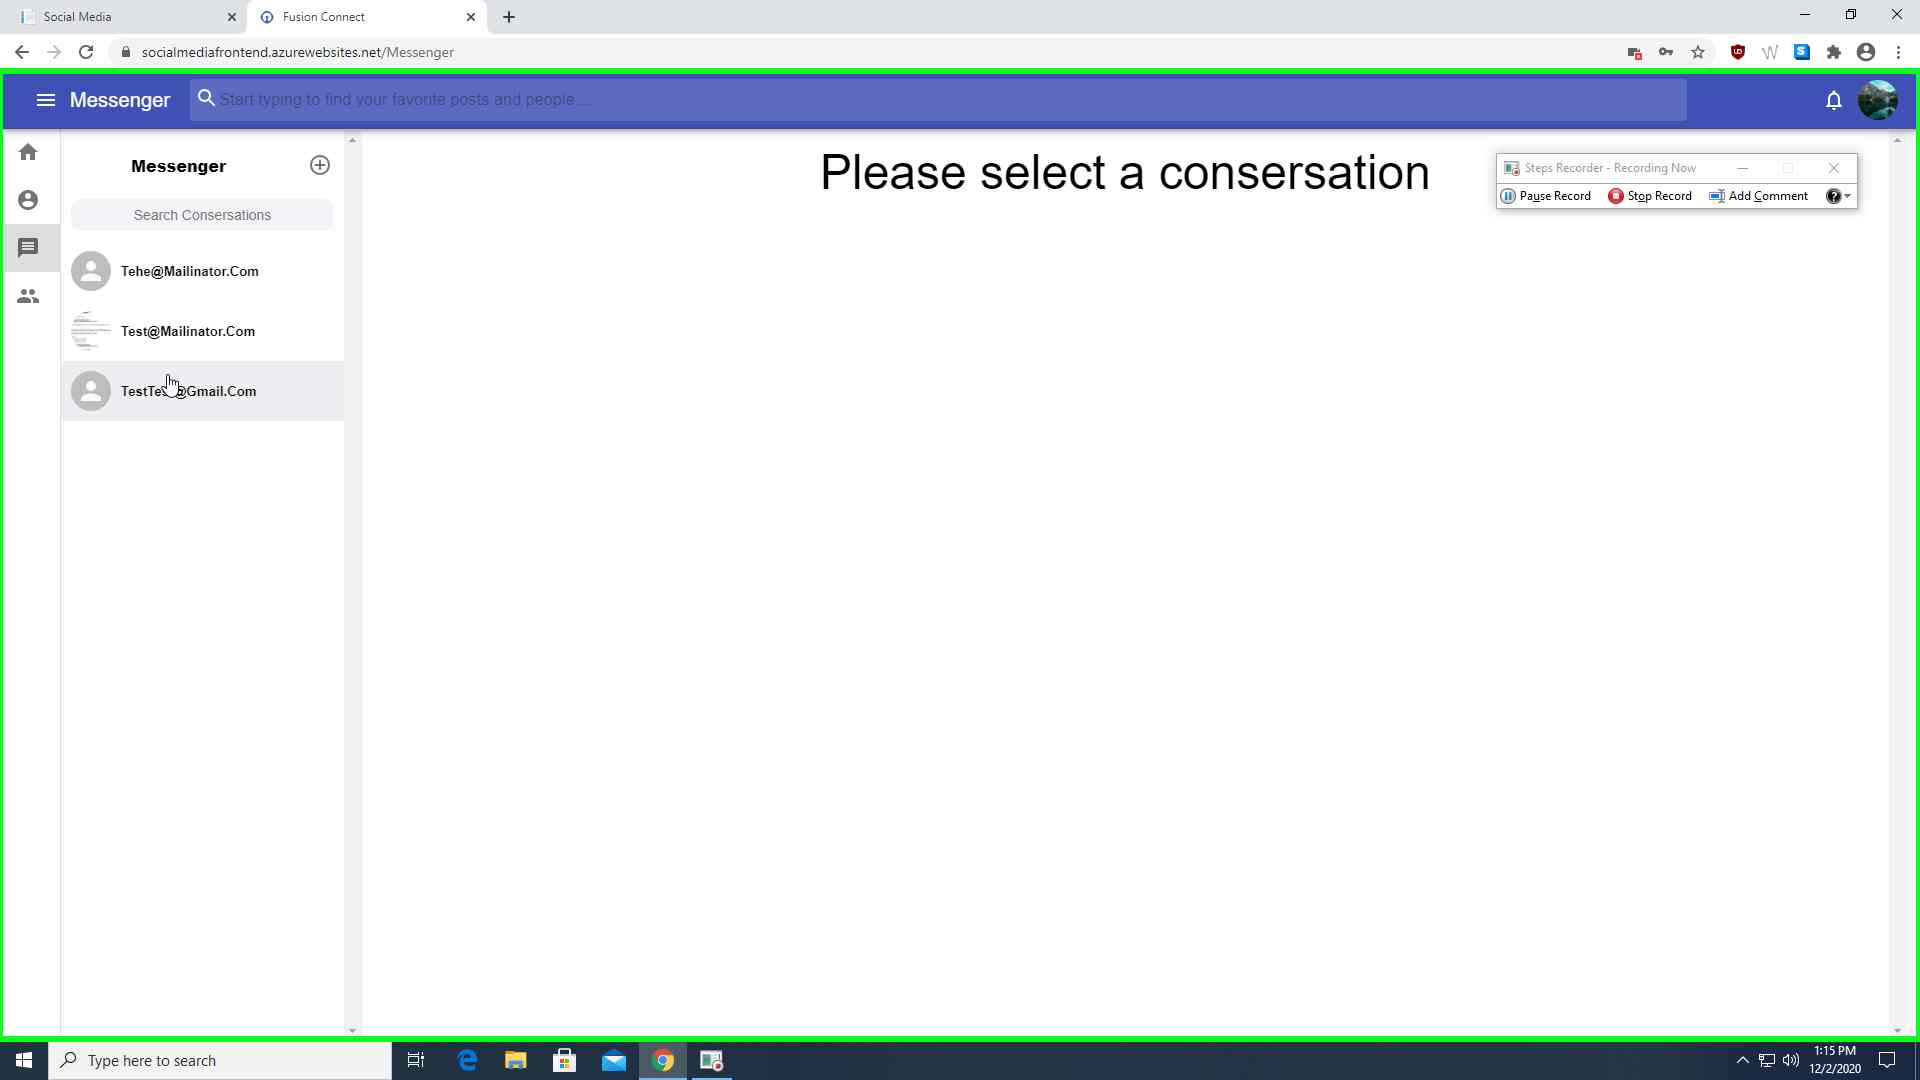 Social Media
Fusion Connect
socialmediafrontend.azurewebsites.net/Messenger
Messenger
Start typing to find your favorite posts and people....
Messenger
Search Consersations
Tehe@Mailinator.Com
Test@Mailinator.Com
@Gmail.Com
Please select a consersation
Steps Recorder - Recording Now
Pause Record
Stop Record
Add Comment
Type here to search
1:15 PM
12/2/2020